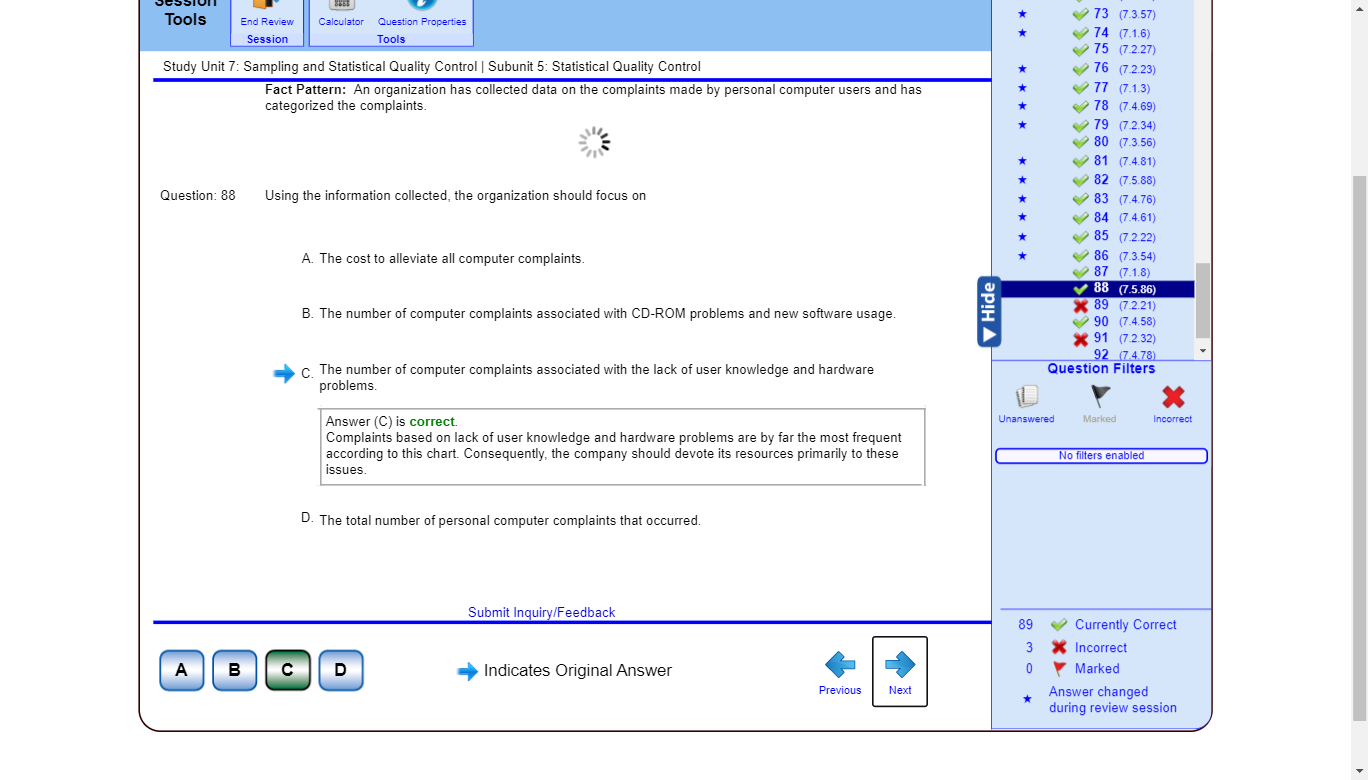 Session
Tools
End Review
Session
Calculator
Question Properties
Tools
Study Unit 7: Sampling and Statistical Quality Control | Subunit 5: Statistical Quality Control
Fact Pattern: An organization has collected data on the complaints made by personal computer users and has
categorized the complaints.
Question: 88
Using the information collected, the organization should focus on
A. The cost to alleviate all computer complaints.
B. The number of computer complaints associated with CD-ROM problems and new software usage.
C. The number of computer complaints associated with the lack of user knowledge and hardware
problems.
Answer (C) is correct.
Complaints based on lack of user knowledge and hardware problems are by far the most frequent
according to this chart. Consequently, the company should devote its resources primarily to these
issues.
D. The total number of personal computer complaints that occurred.
Submit Inquiry/Feedback
A
B
C
D
Indicates Original Answer
Previous
Next
Hide
73 (7.3.57)
74 (7.1.6)
75 (7.2.27)
76 (7.2.23)
77 (7.1.3)
78 (7.4.69)
79 (7.2.34)
80 (7.3.56)
81 (7.4.81)
82 (7.5.88)
83 (7.4.76)
84 (7.4.61)
85 (7.2.22)
86 (7.3.54)
87 (7.1.8)
88 (7.5.86)
89 (7.2.21)
90 (7.4.58)
91 (7.2.32)
92 (7.4.78)
Question Filters
Unanswered
Marked
Incorrect
No filters enabled
89 Currently Correct
3 Incorrect
0 Marked
Answer changed
during review session